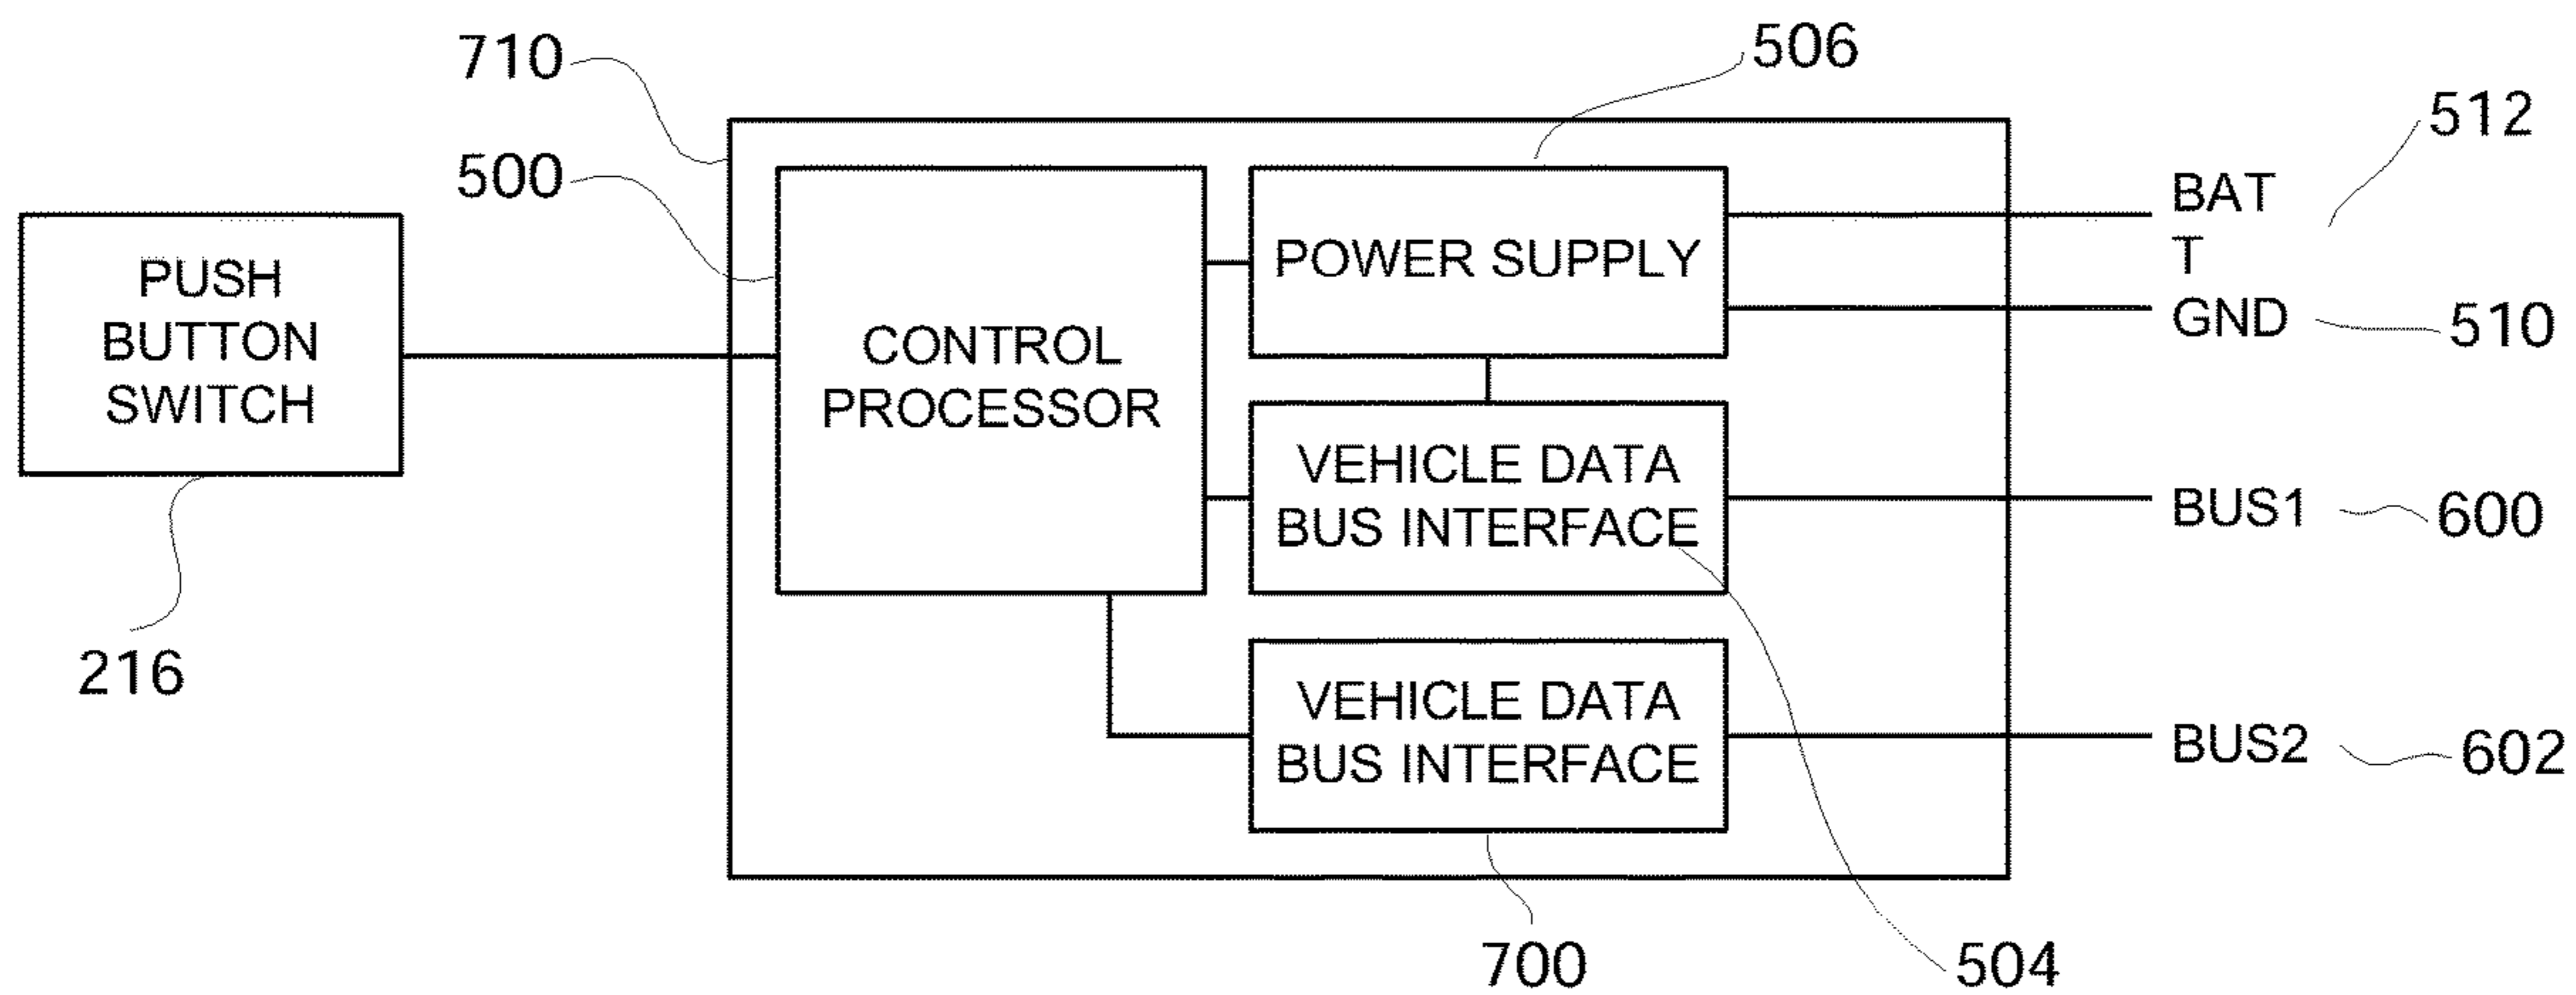 710
506
512
500
BAT
T
PUSH
BUTTON
SWITCH
POWER SUPPLY
GND
510
CONTROL
PROCESSOR
VEHICLE DATA
BUS INTERFACE
BUS1
600
216
VEHICLE DATA
BUS INTERFACE
BUS2
602
700
504